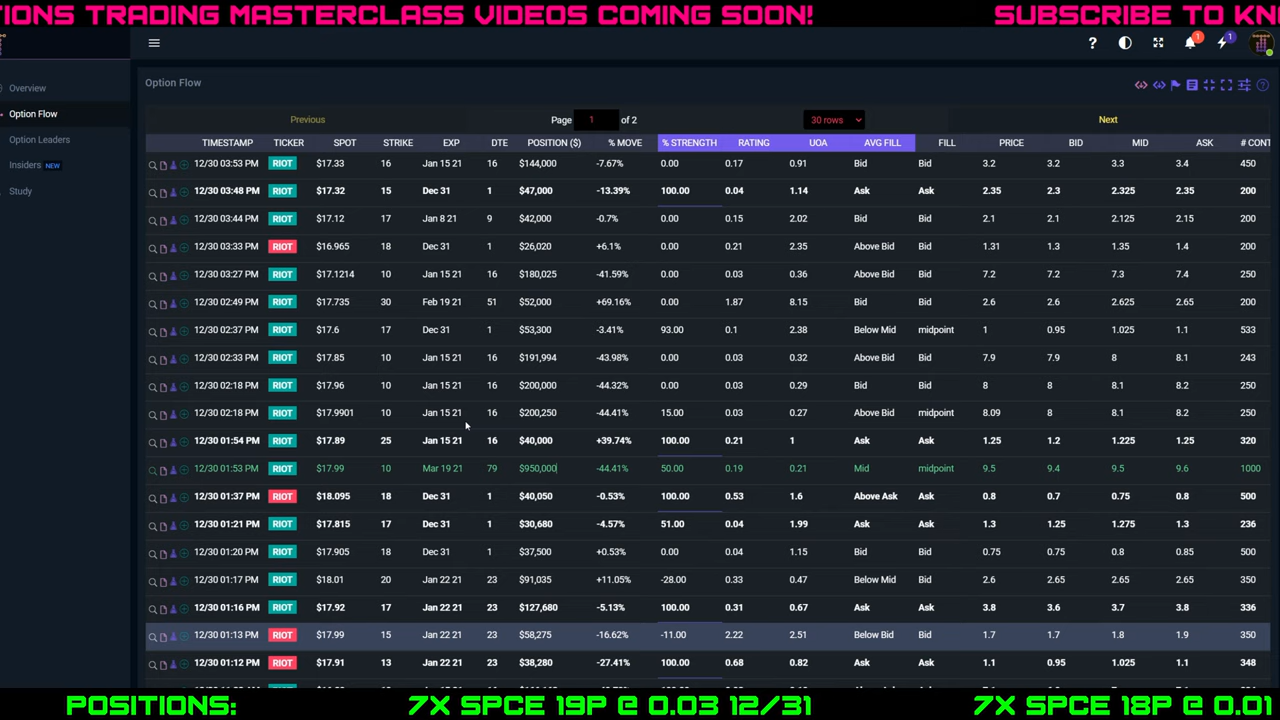 TIONS TRADING MASTERCLASS VIDEOS COMING SOON! SUBSCRIBE TO KN
? 1 1
Overview
Option Flow
Option Leaders
Insiders NEW
Study
Option Flow
Previous Page 1 of 2 30 rows Next
TIMESTAMP TICKER SPOT STRIKE EXP DTE POSITION ($) % MOVE % STRENGTH RATING UOA AVG FILL FILL PRICE BID MID ASK # CONT
12/30 03:53 PM RIOT $17.33 16 Jan 15 21 16 $144,000 -7.67% 0.00 0.17 0.91 Bid Bid 3.2 3.2 3.3 3.4 450
12/30 03:48 PM RIOT $17.32 15 Dec 31 1 $47,000 -13.39% 100.00 0.04 1.14 Ask Ask 2.35 2.3 2.325 2.35 200
12/30 03:44 PM RIOT $17.12 17 Jan 8 21 9 $42,000 -0.7% 0.00 0.15 2.02 Bid Bid 2.1 2.1 2.125 2.15 200
12/30 03:33 PM RIOT $16.965 18 Dec 31 1 $26,020 +6.1% 0.00 0.21 2.35 Above Bid Bid 1.31 1.3 1.35 1.4 200
12/30 03:27 PM RIOT $17.1214 10 Jan 15 21 16 $180,025 -41.59% 0.00 0.03 0.36 Above Bid Bid 7.2 7.2 7.3 7.4 250
12/30 02:49 PM RIOT $17.735 30 Feb 19 21 51 $52,000 +69.16% 0.00 1.87 8.15 Bid Bid 2.6 2.6 2.625 2.65 200
12/30 02:37 PM RIOT $17.6 17 Dec 31 1 $53,300 -3.41% 93.00 0.1 2.38 Below Mid midpoint 1 0.95 1.025 1.1 533
12/30 02:33 PM RIOT $17.85 10 Jan 15 21 16 $191,994 -43.98% 0.00 0.03 0.32 Above Bid Bid 7.9 7.9 8 8.1 243
12/30 02:18 PM RIOT $17.96 10 Jan 15 21 16 $200,000 -44.32% 0.00 0.03 0.29 Bid Bid 8 8 8.1 8.2 250
12/30 02:18 PM RIOT $17.9901 10 Jan 15 21 16 $200,250 -44.41% 15.00 0.03 0.27 Above Bid midpoint 8.09 8 8.1 8.2 250
12/30 01:54 PM RIOT $17.89 25 Jan 15 21 16 $40,000 +39.74% 100.00 0.21 1 Ask Ask 1.25 1.2 1.225 1.25 320
12/30 01:53 PM RIOT $17.99 10 Mar 19 21 79 $950,000 -44.41% 50.00 0.19 0.21 Mid midpoint 9.5 9.4 9.5 9.6 1000
12/30 01:37 PM RIOT $18.095 18 Dec 31 1 $40,050 -0.53% 100.00 0.53 1.6 Above Ask Ask 0.8 0.7 0.75 0.8 500
12/30 01:21 PM RIOT $17.815 17 Dec 31 1 $30,680 -4.57% 51.00 0.04 1.99 Ask Ask 1.3 1.25 1.275 1.3 236
12/30 01:20 PM RIOT $17.905 18 Dec 31 1 $37,500 +0.53% 0.00 0.04 1.15 Bid Bid 0.75 0.75 0.8 0.85 500
12/30 01:17 PM RIOT $18.01 20 Jan 22 21 23 $91,035 +11.05% -28.00 0.33 0.47 Below Mid Bid 2.6 2.65 2.65 2.65 350
12/30 01:16 PM RIOT $17.92 17 Jan 22 21 23 $127,680 -5.13% 100.00 0.31 0.67 Ask Ask 3.8 3.6 3.7 3.8 336
12/30 01:13 PM RIOT $17.99 15 Jan 22 21 23 $58,275 -16.62% -11.00 2.22 2.51 Below Bid Bid 1.7 1.7 1.8 1.9 350
12/30 01:12 PM RIOT $17.91 13 Jan 22 21 23 $38,280 -27.41% 100.00 0.68 0.82 Ask Ask 1.1 0.95 1.025 1.1 348
POSITIONS: 7X SPCE 19P @ 0.03 12/31 7X SPCE 18P @ 0.01